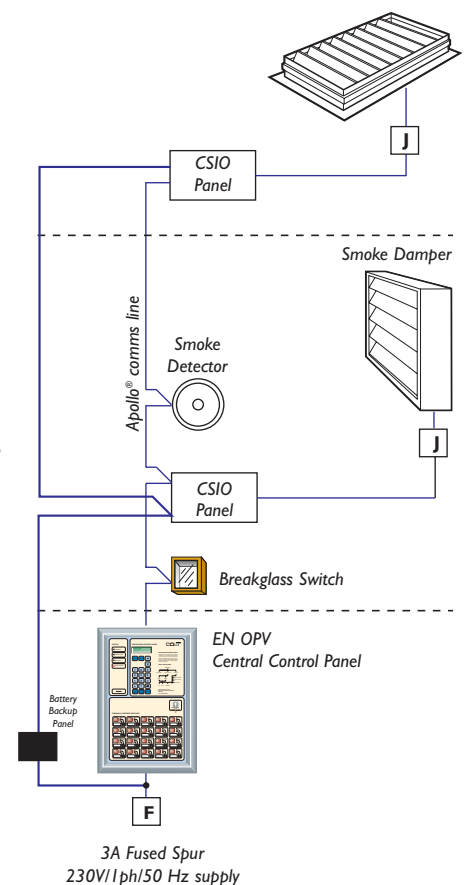 J
CSIO
Panel
Smoke Damper
Apollo® comms line
Smoke
Detector
J
CSIO
Panel
Breakglass Switch
EN OPV
Central Control Panel
Battery
Backup
Panel
F
3A Fused Spur
230V/1ph/50 Hz supply